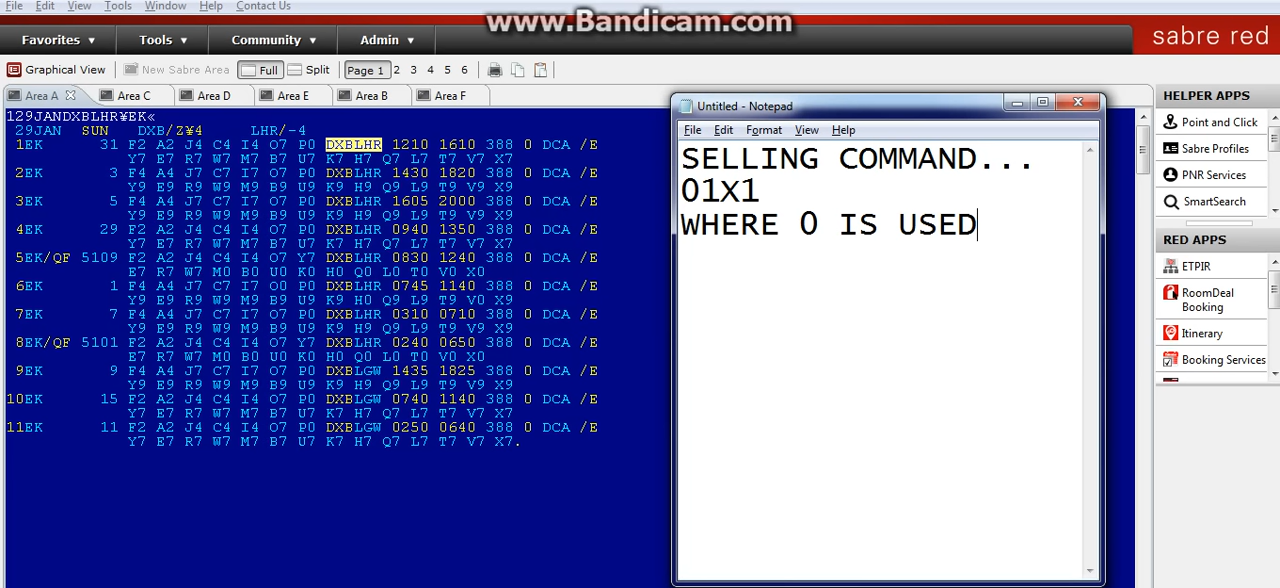 File Edit View Tools Window Help Contact Us
www.Bandicam.com
Favorites Tools Community Admin sabre red
Graphical View New Sabre Area Full Split Page 1 2 3 4 5 6
Area A Area C Area D Area E Area B Area F
129JANDXBLHR¥EK«
29JAN SUN DXB/Z¥4 LHR/-4
1EK 31 F2 A2 J4 C4 I4 O7 P0 DXBLHR 1210 1610 388 0 DCA /E
Y7 E7 R7 W7 M7 B7 U7 K7 H7 Q7 L7 T7 V7 X7
2EK 3 F4 A4 J7 C7 I7 O7 P0 DXBLHR 1430 1820 388 0 DCA /E
Y9 E9 R9 W9 M9 B9 U9 K9 H9 Q9 L9 T9 V9 X9
3EK 5 F4 A4 J7 C7 I7 O7 P0 DXBLHR 1605 2000 388 0 DCA /E
Y9 E9 R9 W9 M9 B9 U9 K9 H9 Q9 L9 T9 V9 X9
4EK 29 F2 A2 J4 C4 I4 O7 P0 DXBLHR 0940 1350 388 0 DCA /E
Y7 E7 R7 W7 M7 B7 U7 K7 H7 Q7 L7 T7 V7 X7
5EK/QF 5109 F2 A2 J4 C4 I4 O7 Y7 DXBLHR 0830 1240 388 0 DCA /E
E7 R7 W7 M0 B0 U0 K0 H0 Q0 L0 T0 V0 X0
6EK 1 F4 A4 J7 C7 I7 O0 P0 DXBLHR 0745 1140 388 0 DCA /E
Y9 E9 R9 W9 M9 B9 U9 K9 H0 Q9 L9 T9 V0 X9
7EK 7 F4 A4 J7 C7 I7 O7 P0 DXBLHR 0310 0710 388 0 DCA /E
Y9 E9 R9 W9 M9 B9 U9 K9 H9 Q9 L9 T9 V9 X9
8EK/QF 5101 F2 A2 J4 C4 I4 O7 Y7 DXBLHR 0240 0650 388 0 DCA /E
E7 R7 W7 M0 B0 U0 K0 H0 Q0 L0 T0 V0 X0
9EK 9 F4 A4 J7 C7 I7 O7 P0 DXBLGW 1435 1825 388 0 DCA /E
Y9 E9 R9 W9 M9 B9 U9 K9 H9 Q9 L9 T9 V9 X9
10EK 15 F2 A2 J4 C4 I4 O7 P0 DXBLGW 0740 1140 388 0 DCA /E
Y7 E7 R7 W7 M7 B7 U7 K7 H7 Q7 L7 T7 V7 X7
11EK 11 F2 A2 J4 C4 I4 O7 P0 DXBLGW 0250 0640 388 0 DCA /E
Y7 E7 R7 W7 M7 B7 U7 K7 H7 Q7 L7 T7 V7 X7.
Untitled - Notepad
File Edit Format View Help
SELLING COMMAND...
01X1
WHERE 0 IS USED
HELPER APPS
Point and Click
Sabre Profiles
PNR Services
SmartSearch
RED APPS
ETPIR
RoomDeal
Booking
Itinerary
Booking Services